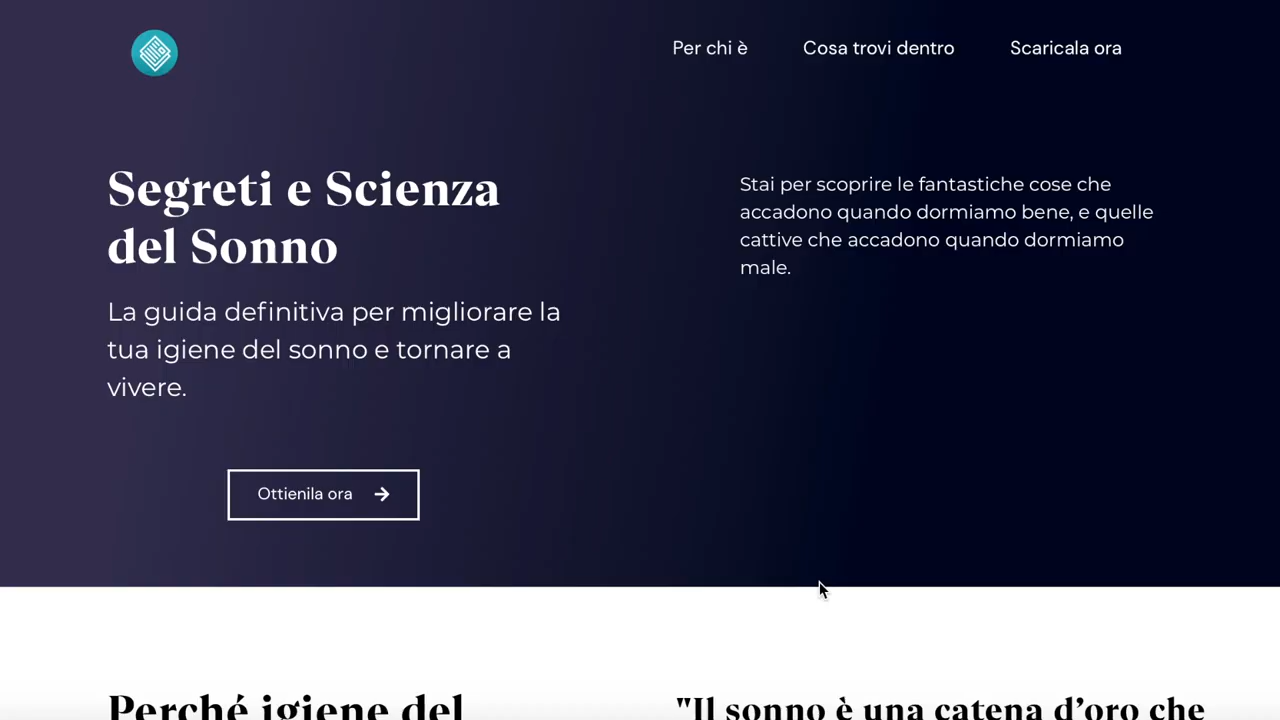 Per chi è
Cosa trovi dentro
Scaricala ora
Segreti e Scienza
del Sonno
La guida definitiva per migliorare la
tua igiene del sonno e tornare a
vivere.
Ottienila ora
Stai per scoprire le fantastiche cose che
accadono quando dormiamo bene, e quelle
cattive che accadono quando dormiamo
male.
Perché igiene del
"Il sonno è una catena d’oro che